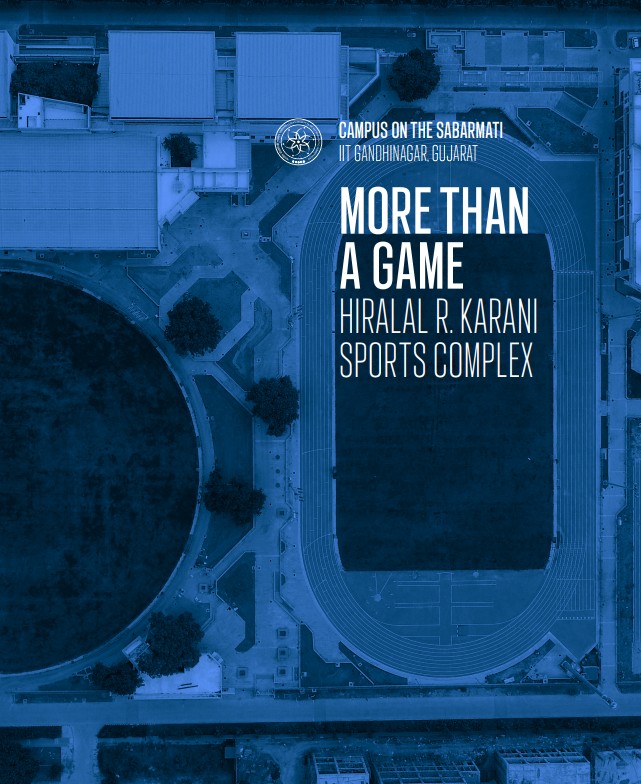 CAMPUS ON THE SABARMATI
IIT GANDHINAGAR, GUJARAT
MORE THAN
A GAME
HIRALAL R. KARANI
SPORTS COMPLEX